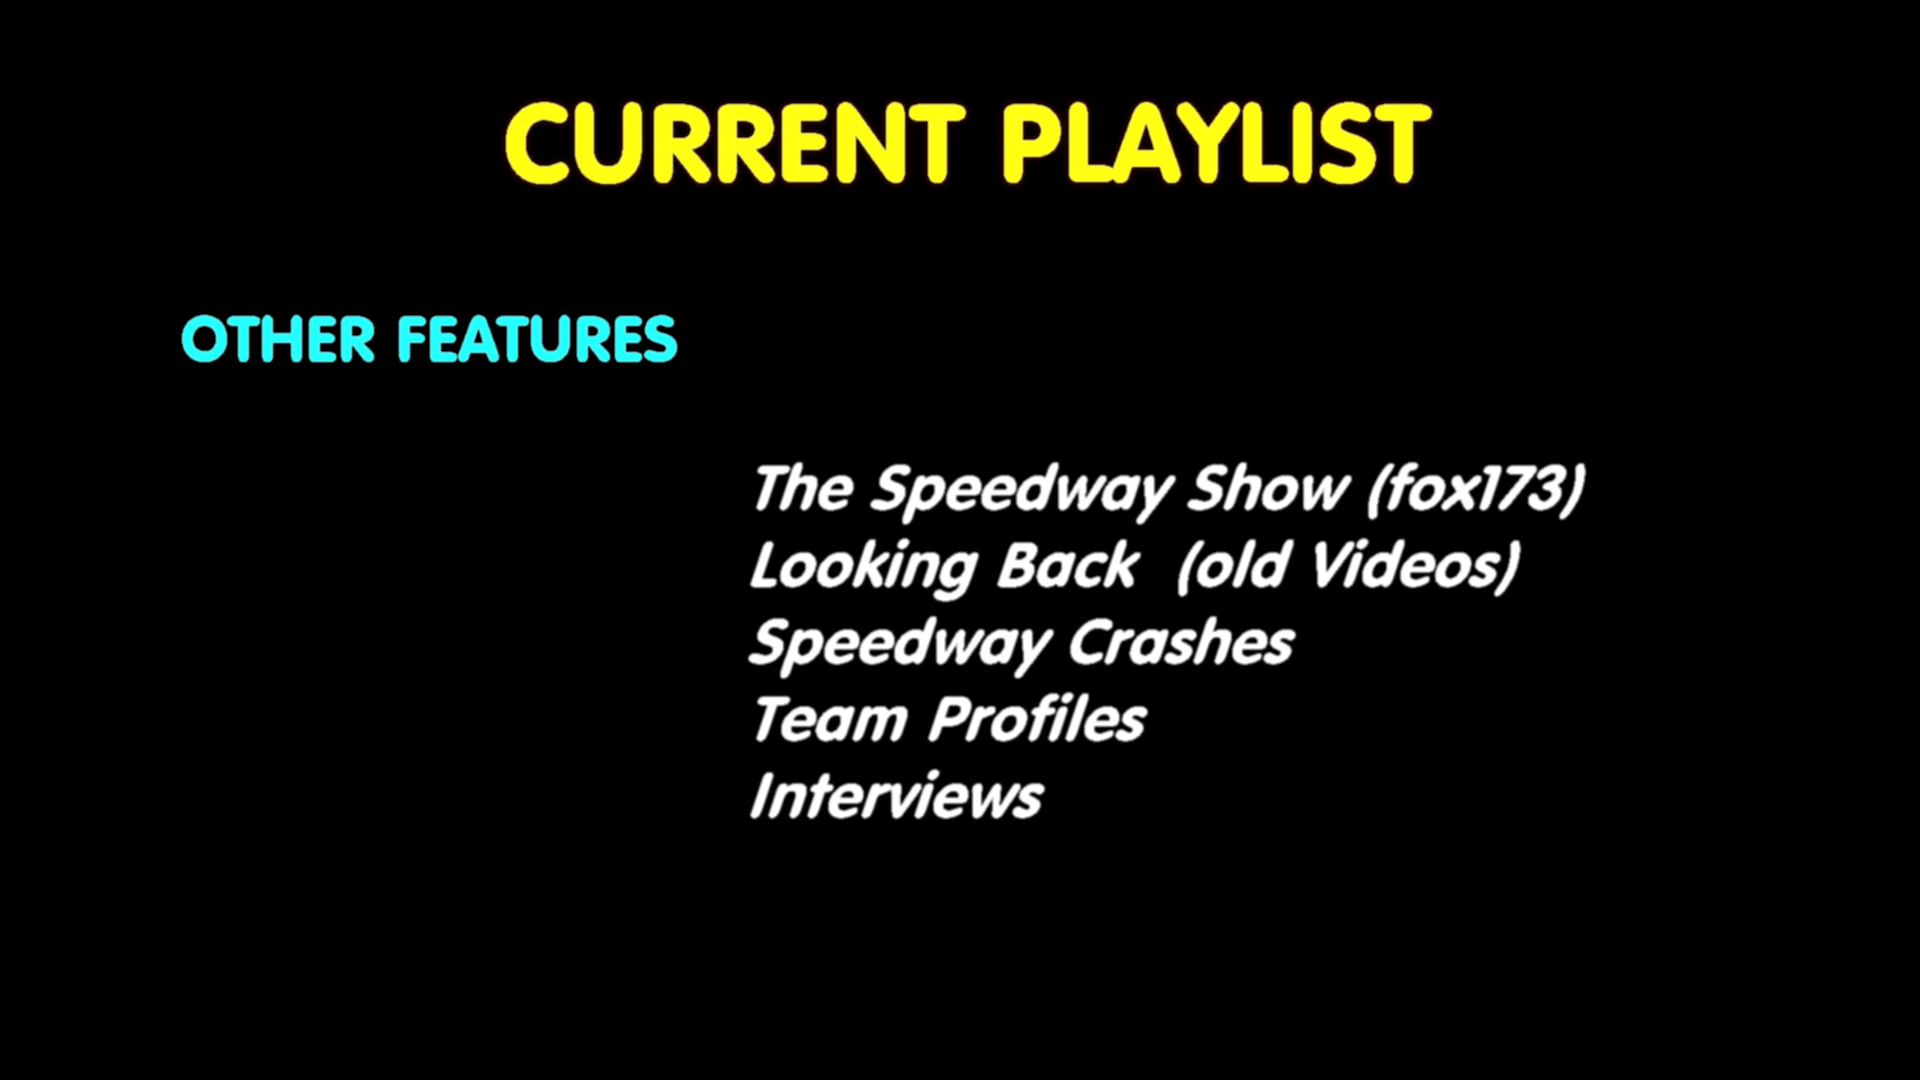 CURRENT PLAYLIST
OTHER FEATURES
The Speedway Show (fox173)
Looking Back  (old Videos)
Speedway Crashes
Team Profiles
Interviews